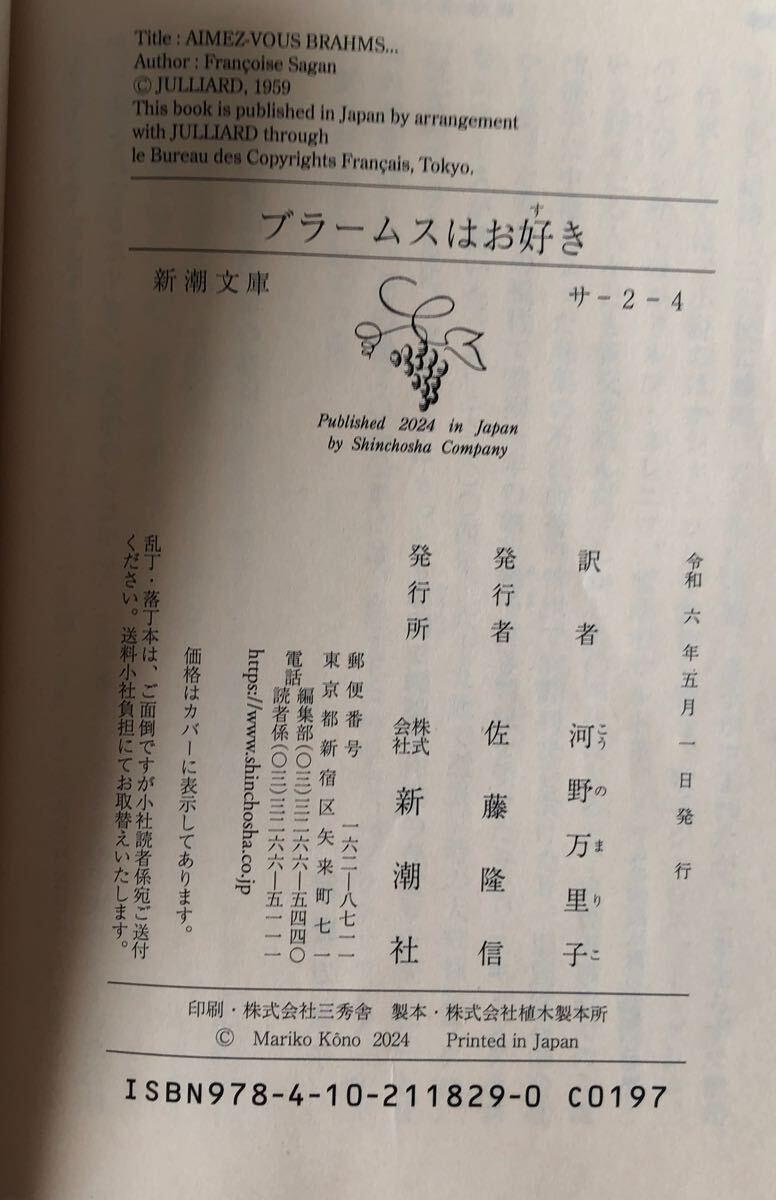 Title : AIMEZ-VOUS BRAHMS...
Author : Françoise Sagan
© JULLIARD, 1959
This book is published in Japan by arrangement
with JULLIARD through
le Bureau des Copyrights Français, Tokyo.
ブラームスはお好き
す
新潮文庫
サ-2-4
Published 2024 in Japan
by Shinchosha Company
令和六年五月一日発行
訳者 河野万里子
こうのまりこ
発行者 佐藤隆信
発行所 株式会社 新潮社
郵便番号 一六二―八七一一
東京都新宿区矢来町七一
電話 編集部(〇三)三二六六―五四四〇
読者係(〇三)三二六六―五一一一
https://www.shinchosha.co.jp
価格はカバーに表示してあります。
乱丁・落丁本は、ご面倒ですが小社読者係宛ご送付
ください。送料小社負担にてお取替えいたします。
印刷・株式会社三秀舎 製本・株式会社植木製本所
© Mariko Kôno 2024 Printed in Japan
ISBN978-4-10-211829-0 C0197